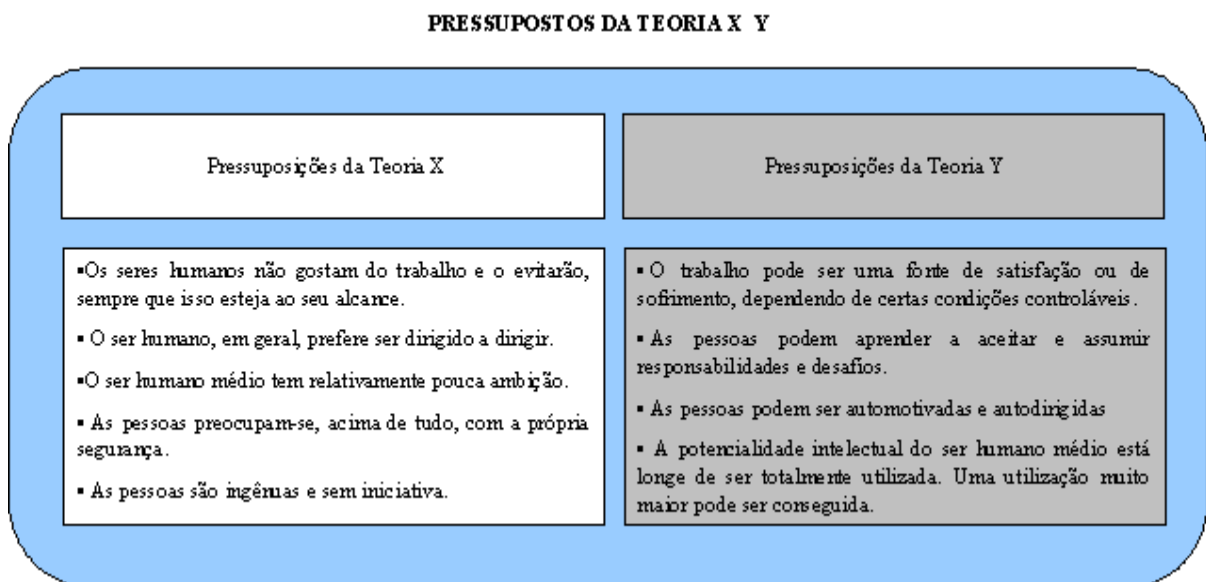 PRESSUPOSTOS DA TEORIA X Y
Pressuposições da Teoria X
Pressuposições da Teoria Y
▪Os seres humanos não gostam do trabalho e o evitarão,
sempre que isso esteja ao seu alcance.
▪ O ser humano, em geral, prefere ser dirigido a dirigir.
▪O ser humano médio tem relativamente pouca ambição.
▪ As pessoas preocupam-se, acima de tudo, com a própria
segurança.
▪ As pessoas são ingênuas e sem iniciativa.
▪ O trabalho pode ser uma fonte de satisfação ou de
sofrimento, dependendo de certas condições controláveis.
▪ As pessoas podem aprender a aceitar e assumir
responsabilidades e desafios.
▪ As pessoas podem ser automotivadas e autodirigidas
▪ A potencialidade intelectual do ser humano médio está
longe de ser totalmente utilizada. Uma utilização muito
maior pode ser conseguida.